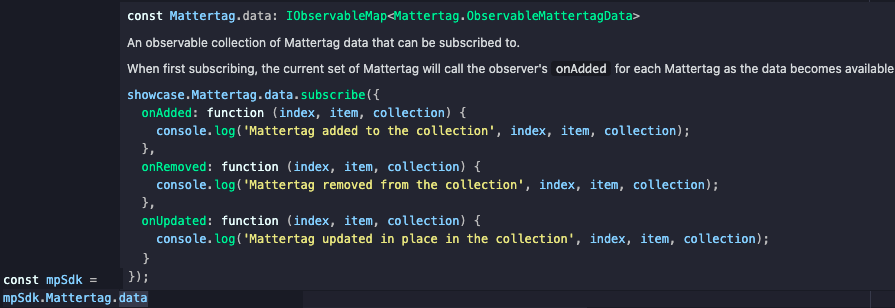 const Mattertag.data: IObservableMap<Mattertag.ObservableMattertagData>
An observable collection of Mattertag data that can be subscribed to.
When first subscribing, the current set of Mattertag will call the observer's onAdded for each Mattertag as the data becomes available
showcase.Mattertag.data.subscribe({
  onAdded: function (index, item, collection) {
    console.log('Mattertag added to the collection', index, item, collection);
  },
  onRemoved: function (index, item, collection) {
    console.log('Mattertag removed from the collection', index, item, collection);
  },
  onUpdated: function (index, item, collection) {
    console.log('Mattertag updated in place in the collection', index, item, collection);
  }
});
const mpSdk =
mpSdk.Mattertag.data